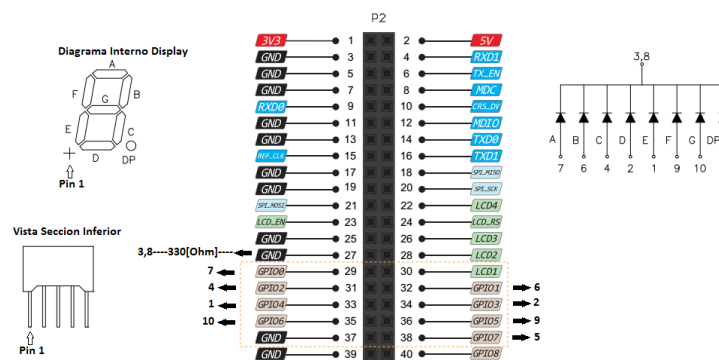 P2
Diagrama Interno Display
A
F
B
G
E
C
D
DP
Pin 1
Vista Seccion Inferior
Pin 1
3V3 1 2 5V
GND 3 4 RXD1
GND 5 6 TX_EN
GND 7 8 MDC
RXD0 9 10 CRS_DV
GND 11 12 MDIO
GND 13 14 TXD0
REF_CLK 15 16 TXD1
GND 17 18 SPI_MISO
GND 19 20 SPI_SCK
SPI_MOSI 21 22 LCD4
LCD_EN 23 24 LCD_RS
GND 25 26 LCD3
3,8----330[Ohm]---- GND 27 28 LCD2
7 GPIO0 29 30 LCD1
4 GPIO2 31 32 GPIO1 6
1 GPIO4 33 34 GPIO3 2
10 GPIO6 35 36 GPIO5 9
GND 37 38 GPIO7 5
GND 39 40 GPIO8
3,8
A B C D E F G DP
7 6 4 2 1 9 10